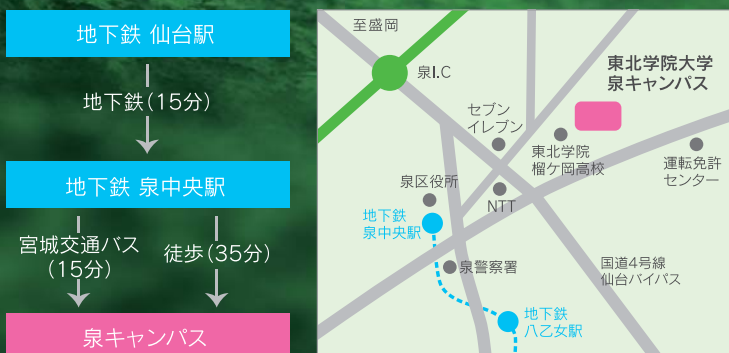 地下鉄 仙台駅
地下鉄(15分)
地下鉄 泉中央駅
宮城交通バス
(15分)
徒歩(35分)
泉キャンパス
至盛岡
泉I.C
東北学院大学
泉キャンパス
セブン
イレブン
東北学院
榴ケ岡高校
運転免許
センター
泉区役所
NTT
地下鉄
泉中央駅
泉警察署
国道4号線
仙台バイパス
地下鉄
八乙女駅